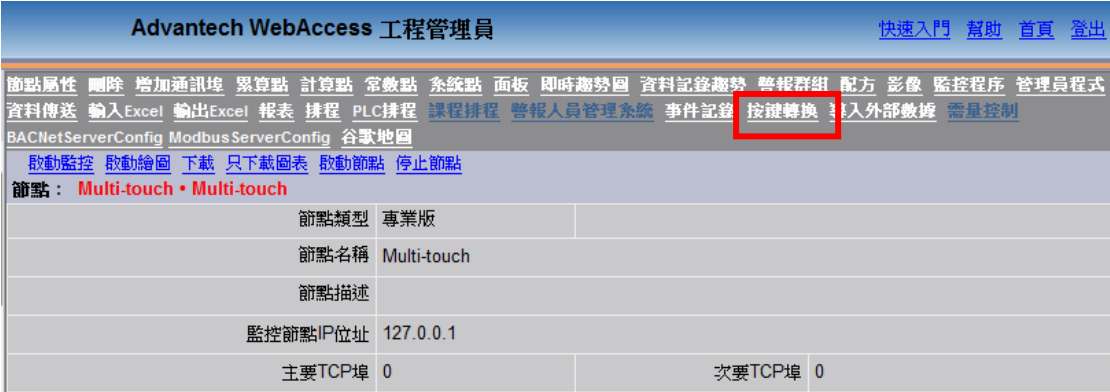 Advantech WebAccess 工程管理員 快速入門 幫助 首頁 登出
節點屬性 刪除 增加通訊埠 累算點 計算點 常數點 系統點 面板 即時趨勢圖 資料記錄趨勢 警報群組 配方 影像 監控程序 管理員程式
資料傳送 輸入Excel 輸出Excel 報表 排程 PLC排程 課程排程 警報人員管理系統 事件記錄 按鍵轉換 導入外部數據 需量控制
BACNetServerConfig ModbusServerConfig 谷歌地圖
啟動監控 啟動繪圖 下載 只下載圖表 啟動節點 停止節點
節點： Multi-touch • Multi-touch
節點類型 專業版
節點名稱 Multi-touch
節點描述
監控節點IP位址 127.0.0.1
主要TCP埠 0 次要TCP埠 0